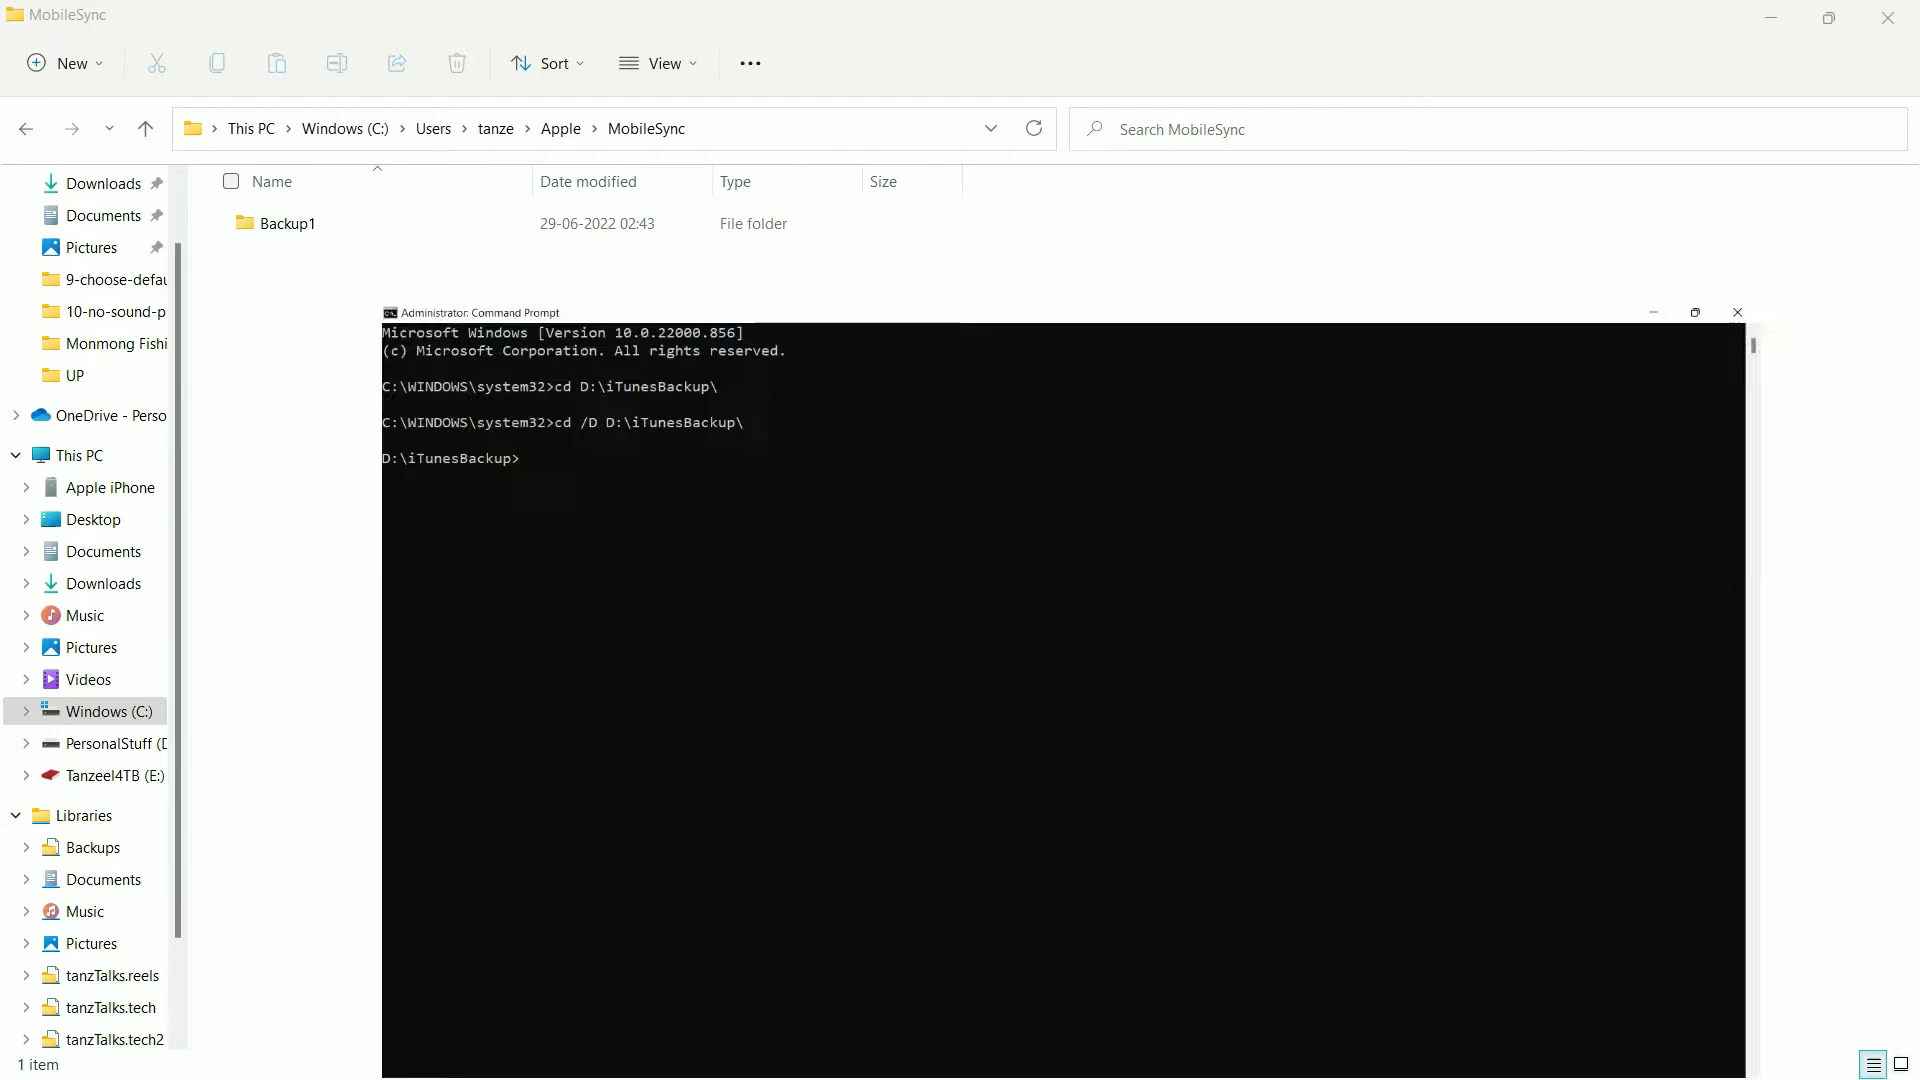 MobileSync
New
Sort
View
This PC
Windows (C:)
Users
tanze
Apple
MobileSync
Search MobileSync
Name
Date modified
Type
Size
Backup1
29-06-2022 02:43
File folder
Downloads
Documents
Pictures
9-choose-defau
10-no-sound-p
Monmong Fishi
UP
OneDrive - Perso
This PC
Apple iPhone
Desktop
Documents
Downloads
Music
Pictures
Videos
Windows (C:)
PersonalStuff (D
Tanzeel4TB (E:)
Libraries
Backups
Documents
Music
Pictures
tanzTalks.reels
tanzTalks.tech
tanzTalks.tech2
1 item
Administrator: Command Prompt
Microsoft Windows [Version 10.0.22000.856]
(c) Microsoft Corporation. All rights reserved.
C:\WINDOWS\system32>cd D:\iTunesBackup\
C:\WINDOWS\system32>cd /D D:\iTunesBackup\
D:\iTunesBackup>